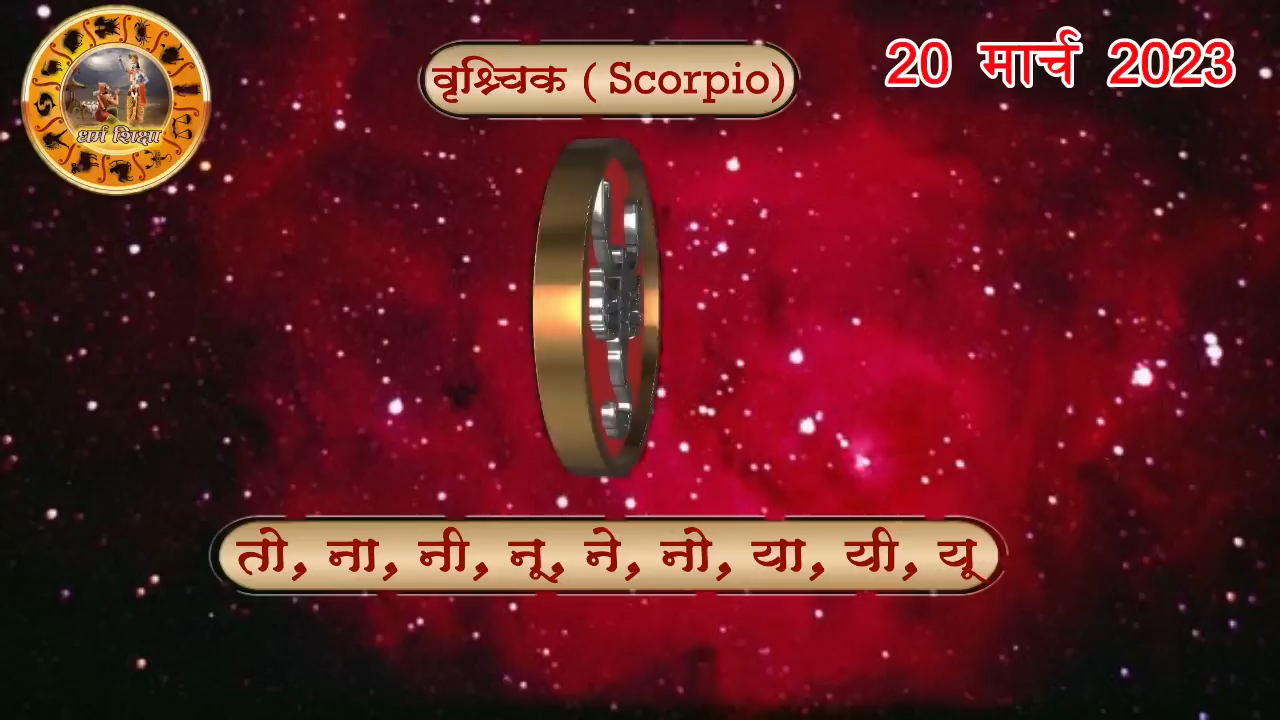 धर्म शिक्षा
वृश्चिक ( Scorpio)
20 मार्च 2023
तो, ना, नी, नू, ने, नो, या, यी, यू